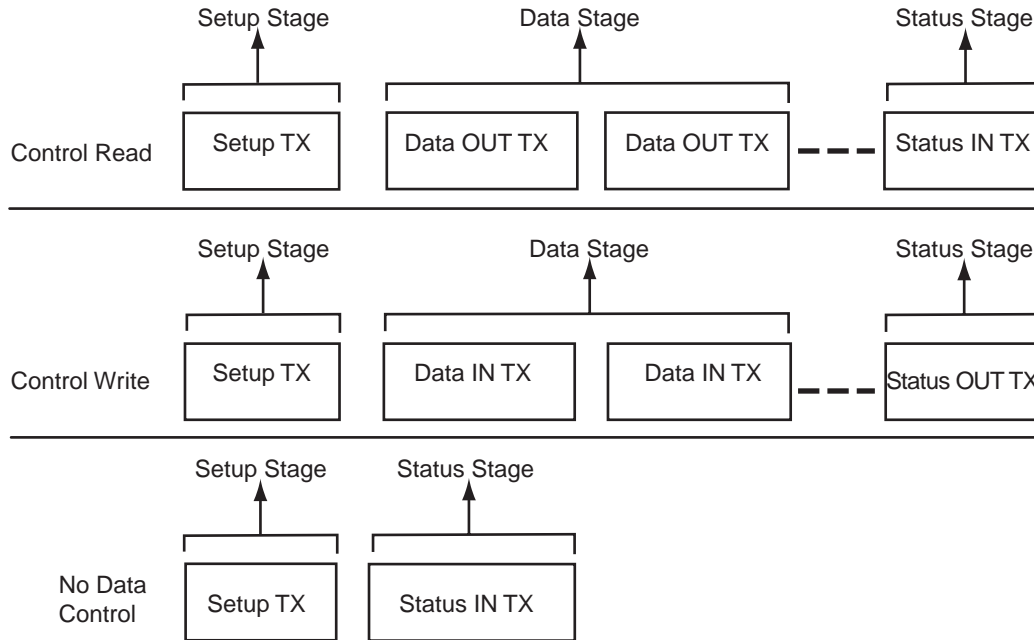 Setup Stage
Data Stage
Status Stage
Control Read
Setup TX
Data OUT TX
Data OUT TX
Status IN TX
Setup Stage
Data Stage
Status Stage
Control Write
Setup TX
Data IN TX
Data IN TX
Status OUT TX
Setup Stage
Status Stage
No Data
Control
Setup TX
Status IN TX